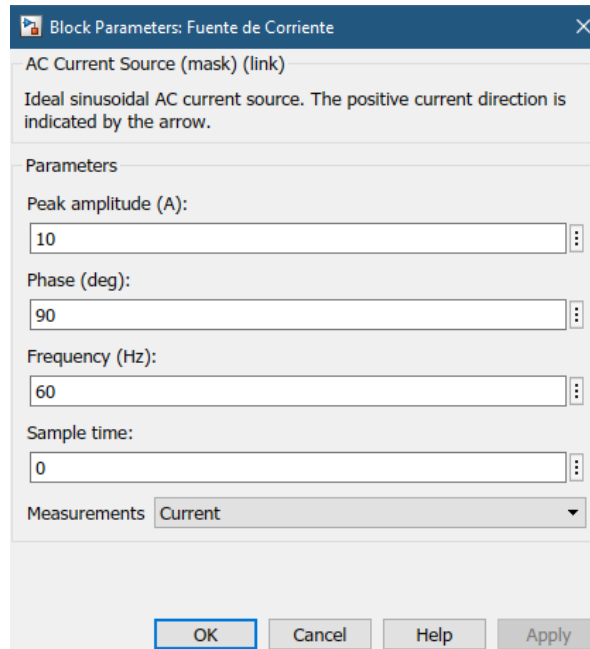 Block Parameters: Fuente de Corriente
AC Current Source (mask) (link)
Ideal sinusoidal AC current source. The positive current direction is
indicated by the arrow.
Parameters
Peak amplitude (A):
10
Phase (deg):
90
Frequency (Hz):
60
Sample time:
0
Measurements Current
OK Cancel Help Apply